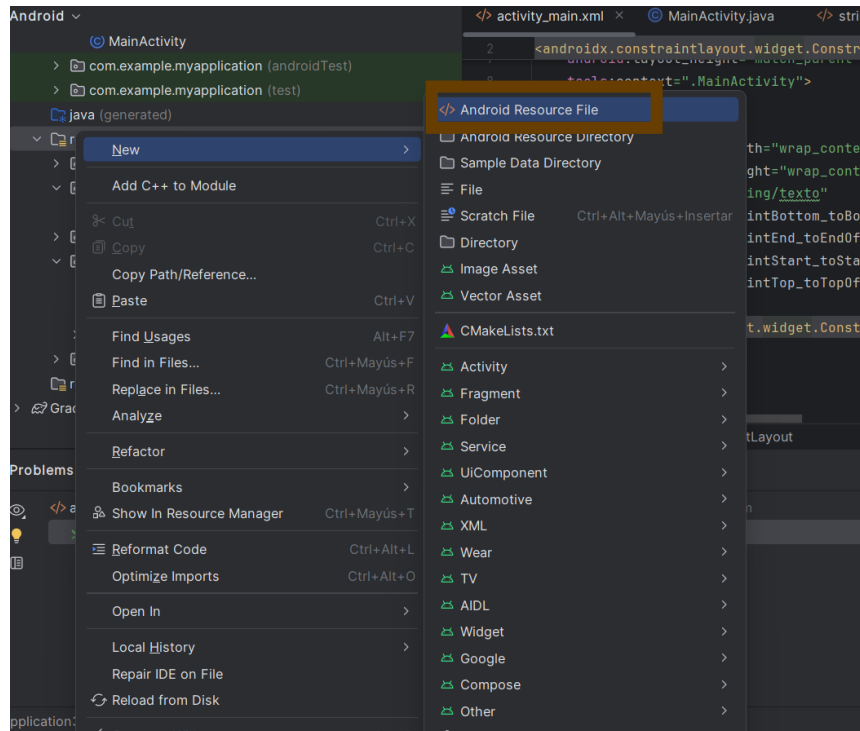 Android
activity_main.xml
MainActivity.java
MainActivity
com.example.myapplication (androidTest)
com.example.myapplication (test)
java (generated)
2 <androidx.constraintlayout.widget.Constr
android:layout_height="match_parent"
8 tools:context=".MainActivity">
New
Add C++ to Module
Cut Ctrl+X
Copy Ctrl+C
Copy Path/Reference...
Paste Ctrl+V
Find Usages Alt+F7
Find in Files... Ctrl+Mayús+F
Replace in Files... Ctrl+Mayús+R
Analyze
Refactor
Bookmarks
Show In Resource Manager Ctrl+Mayús+T
Reformat Code Ctrl+Alt+L
Optimize Imports Ctrl+Alt+O
Open In
Local History
Repair IDE on File
Reload from Disk
Android Resource File
Android Resource Directory
Sample Data Directory
File
Scratch File Ctrl+Alt+Mayús+Insertar
Directory
Image Asset
Vector Asset
CMakeLists.txt
Activity
Fragment
Folder
Service
UiComponent
Automotive
XML
Wear
TV
AIDL
Widget
Google
Compose
Other
th="wrap_conte
ght="wrap_cont
ing/texto"
intBottom_toBo
intEnd_toEndOf
intStart_toSta
intTop_toTopOf
t.widget.Const
tLayout
Problems